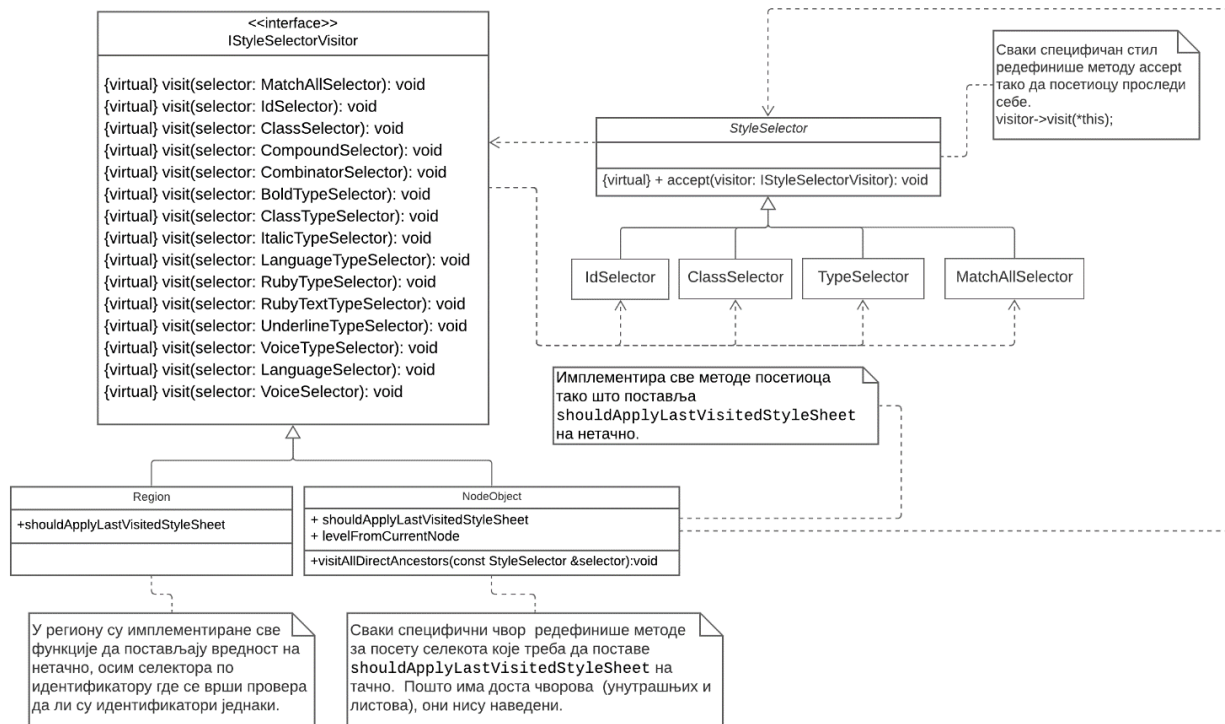 <<interface>>
IStyleSelectorVisitor
{virtual} visit(selector: MatchAllSelector): void
{virtual} visit(selector: IdSelector): void
{virtual} visit(selector: ClassSelector): void
{virtual} visit(selector: CompoundSelector): void
{virtual} visit(selector: CombinatorSelector): void
{virtual} visit(selector: BoldTypeSelector): void
{virtual} visit(selector: ClassTypeSelector): void
{virtual} visit(selector: ItalicTypeSelector): void
{virtual} visit(selector: LanguageTypeSelector): void
{virtual} visit(selector: RubyTypeSelector): void
{virtual} visit(selector: RubyTextTypeSelector): void
{virtual} visit(selector: UnderlineTypeSelector): void
{virtual} visit(selector: VoiceTypeSelector): void
{virtual} visit(selector: LanguageSelector): void
{virtual} visit(selector: VoiceSelector): void
Сваки специфичан стил
редефинише методу accept
тако да посетиоцу проследи
себе.
visitor->visit(*this);
StyleSelector
{virtual} + accept(visitor: IStyleSelectorVisitor): void
IdSelector
ClassSelector
TypeSelector
MatchAllSelector
Имплементира све методе посетиоца
тако што поставља
shouldApplyLastVisitedStyleSheet
на нетачно.
Region
+shouldApplyLastVisitedStyleSheet
NodeObject
+ shouldApplyLastVisitedStyleSheet
+ levelFromCurrentNode
+visitAllDirectAncestors(const StyleSelector &selector):void
У региону су имплементиране све
функције да постављају вредност на
нетачно, осим селектора по
идентификатору где се врши провера
да ли су идентификатори једнаки.
Сваки специфични чвор редефинише методе
за посету селекота које треба да поставе
shouldApplyLastVisitedStyleSheet на
тачно. Пошто има доста чворова (унутрашњих и
листова), они нису наведени.